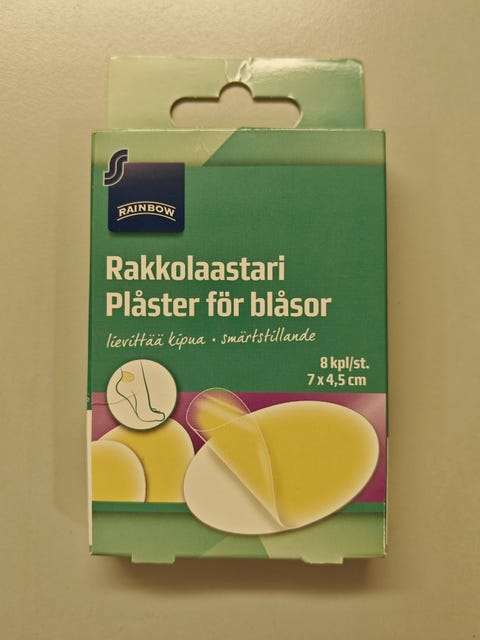 RAINBOW
Rakkolaastari
Plåster för blåsor
lievittää kipua • smärtstillande
8 kpl/st.
7 x 4,5 cm